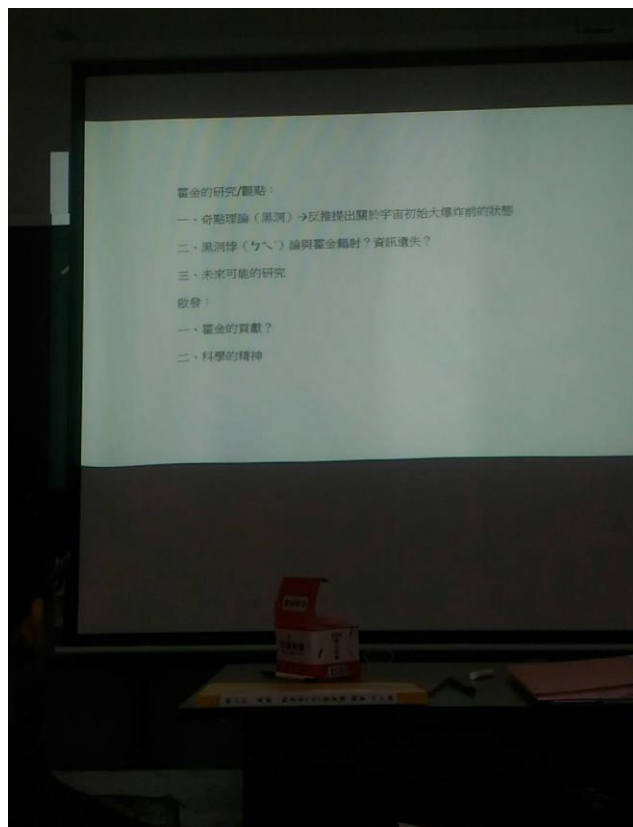 霍金的研究/觀點：
一、奇點理論（黑洞）→反推提出關於宇宙初始大爆炸前的狀態
二、黑洞悖（ㄅㄟˋ）論與霍金輻射？資訊遺失？
三、未來可能的研究
啟發：
一、霍金的貢獻？
二、科學的精神